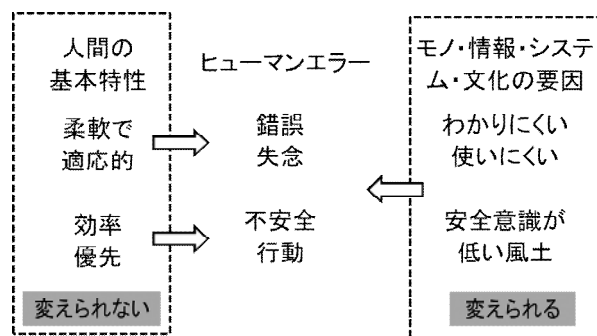 人間の
基本特性
柔軟で
適応的
効率
優先
変えられない
ヒューマンエラー
錯誤
失念
不安全
行動
モノ・情報・システ
ム・文化の要因
わかりにくい
使いにくい
安全意識が
低い風土
変えられる